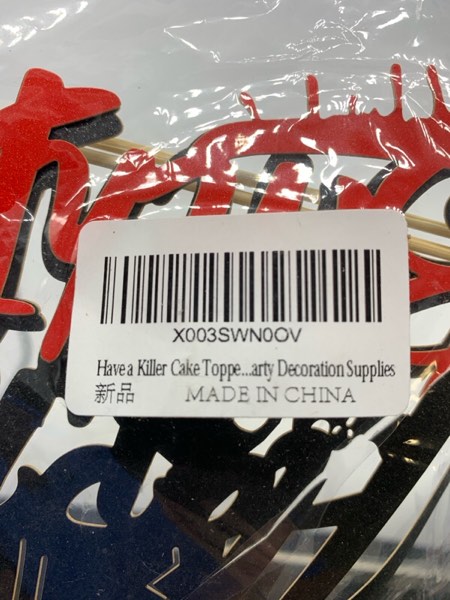 X003SWN0OV
Have a Killer Cake Toppe...arty Decoration Supplies
新品 MADE IN CHINA